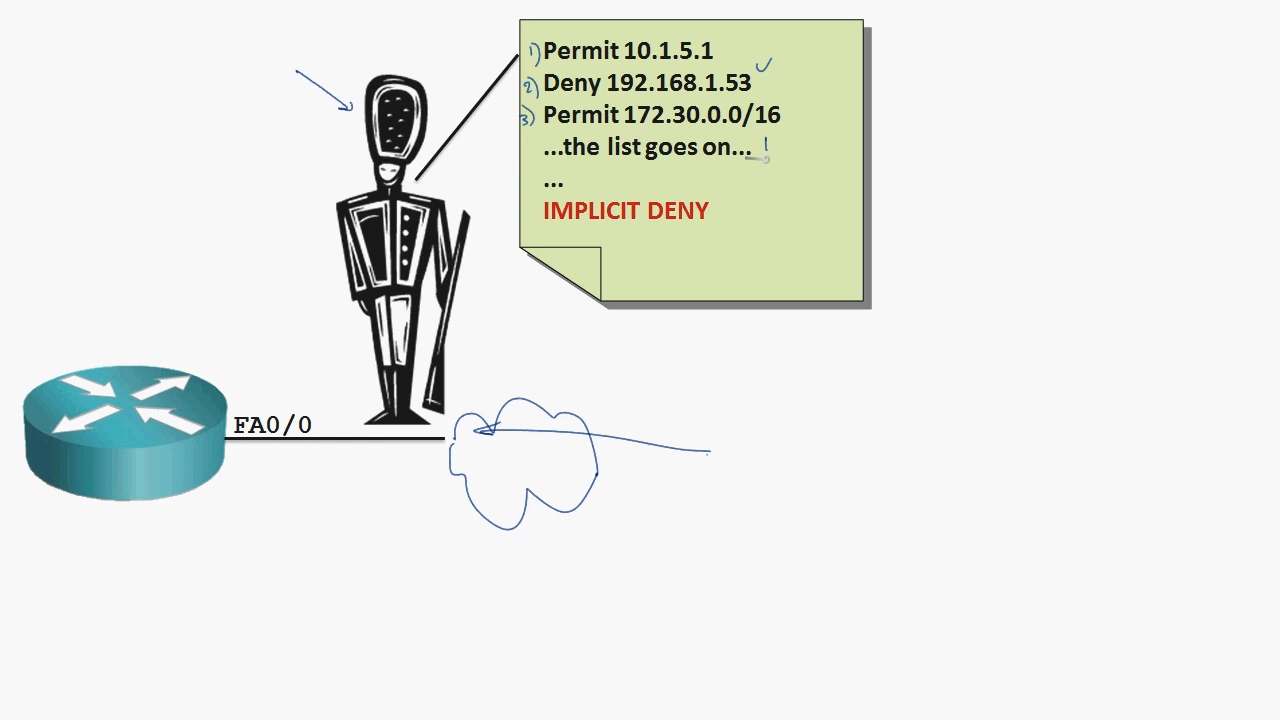 1) Permit 10.1.5.1
2) Deny 192.168.1.53
3) Permit 172.30.0.0/16
...the list goes on...
...
IMPLICIT DENY
FA0/0